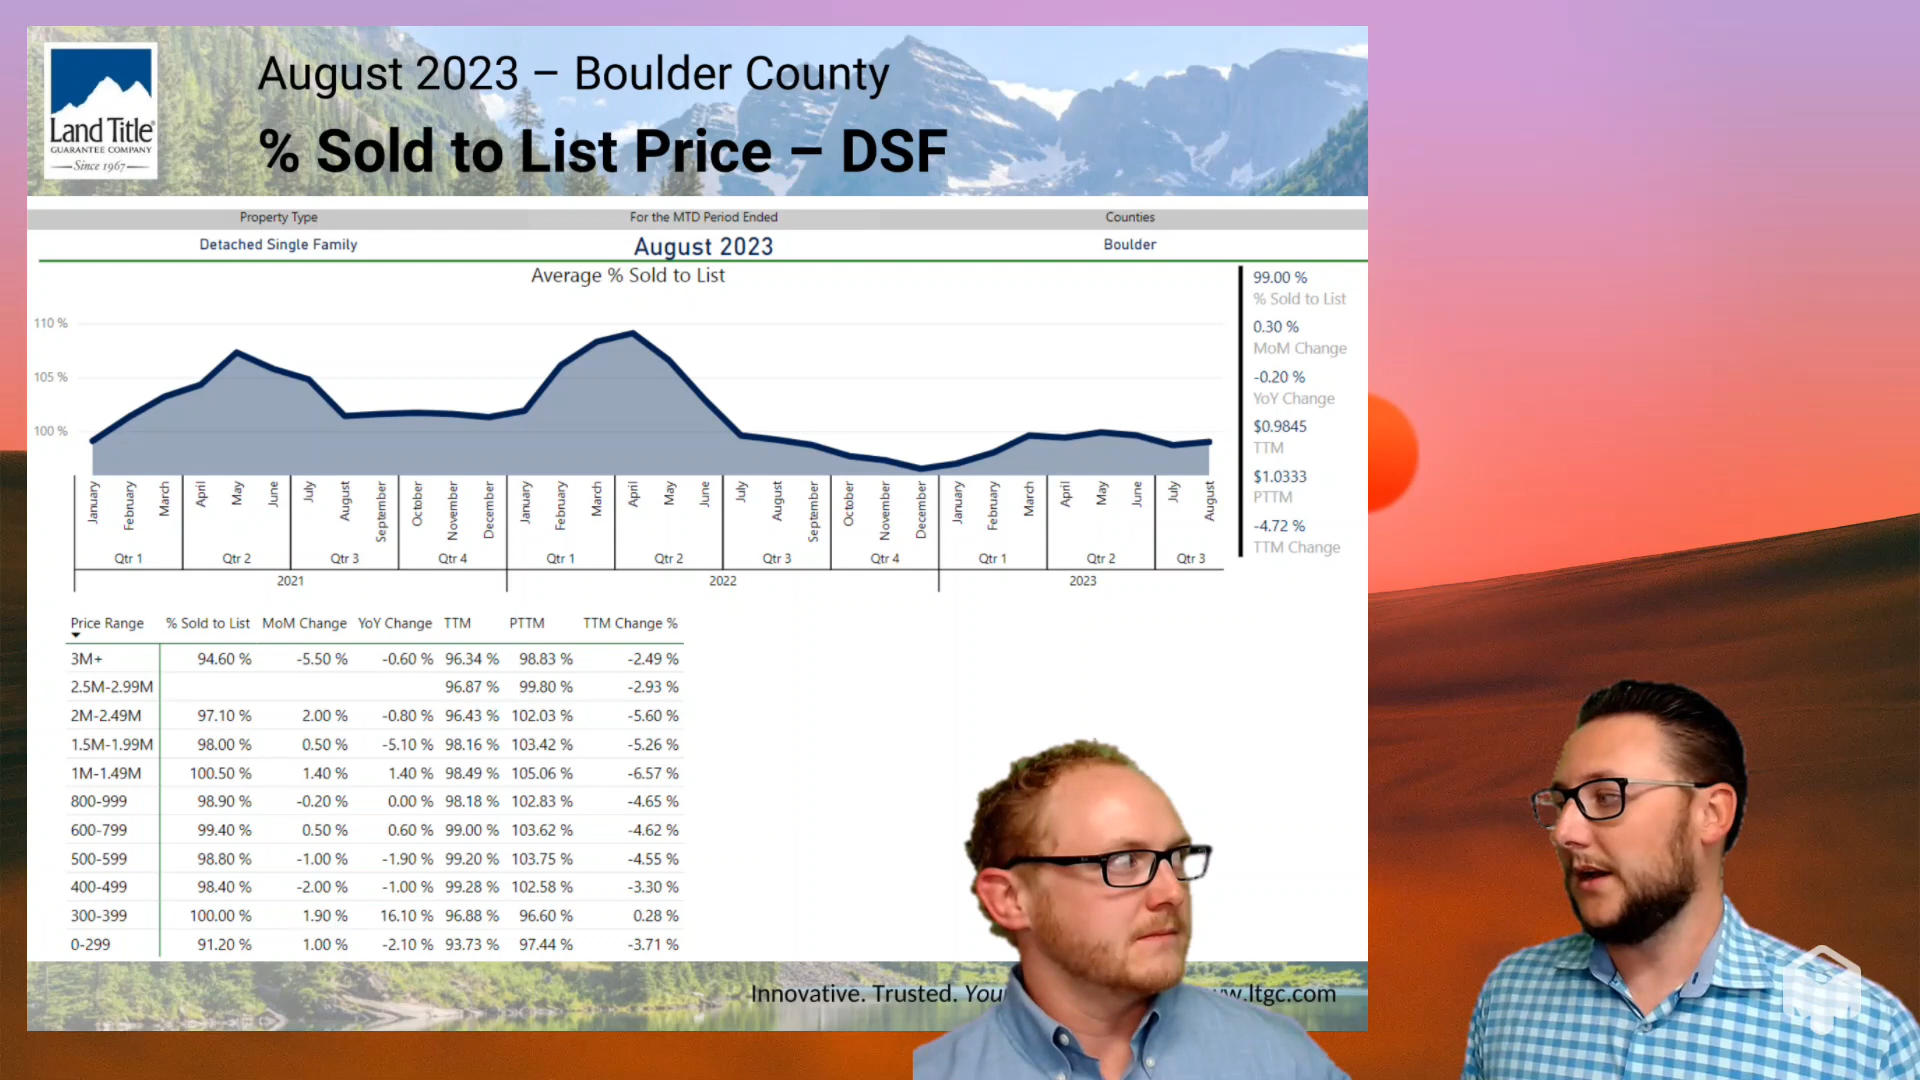 Land Title®
GUARANTEE COMPANY
Since 1967
August 2023 – Boulder County
% Sold to List Price – DSF
Property Type For the MTD Period Ended Counties
Detached Single Family August 2023 Boulder
Average % Sold to List
110 %
105 %
100 %
January February March April May June July August September October November December January February March April May June July August September October November December January February March April May June July August
Qtr 1 Qtr 2 Qtr 3 Qtr 4 Qtr 1 Qtr 2 Qtr 3 Qtr 4 Qtr 1 Qtr 2 Qtr 3
2021 2022 2023
99.00 %
% Sold to List
0.30 %
MoM Change
-0.20 %
YoY Change
$0.9845
TTM
$1.0333
PTTM
-4.72 %
TTM Change
Price Range % Sold to List MoM Change YoY Change TTM PTTM TTM Change %
3M+ 94.60 % -5.50 % -0.60 % 96.34 % 98.83 % -2.49 %
2.5M-2.99M 96.87 % 99.80 % -2.93 %
2M-2.49M 97.10 % 2.00 % -0.80 % 96.43 % 102.03 % -5.60 %
1.5M-1.99M 98.00 % 0.50 % -5.10 % 98.16 % 103.42 % -5.26 %
1M-1.49M 100.50 % 1.40 % 1.40 % 98.49 % 105.06 % -6.57 %
800-999 98.90 % -0.20 % 0.00 % 98.18 % 102.83 % -4.65 %
600-799 99.40 % 0.50 % 0.60 % 99.00 % 103.62 % -4.62 %
500-599 98.80 % -1.00 % -1.90 % 99.20 % 103.75 % -4.55 %
400-499 98.40 % -2.00 % -1.00 % 99.28 % 102.58 % -3.30 %
300-399 100.00 % 1.90 % 16.10 % 96.88 % 96.60 % 0.28 %
0-299 91.20 % 1.00 % -2.10 % 93.73 % 97.44 % -3.71 %
Innovative. Trusted. You w.ltgc.com